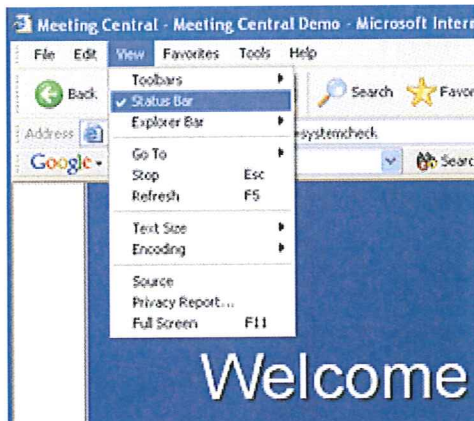 Meeting Central - Meeting Central Demo - Microsoft Inter
File Edit View Favorites Tools Help
Back Search Favor
Address systemcheck
Google Searc
Toolbars
Status Bar
Explorer Bar
Go To
Stop Esc
Refresh F5
Text Size
Encoding
Source
Privacy Report...
Full Screen F11
Welcome